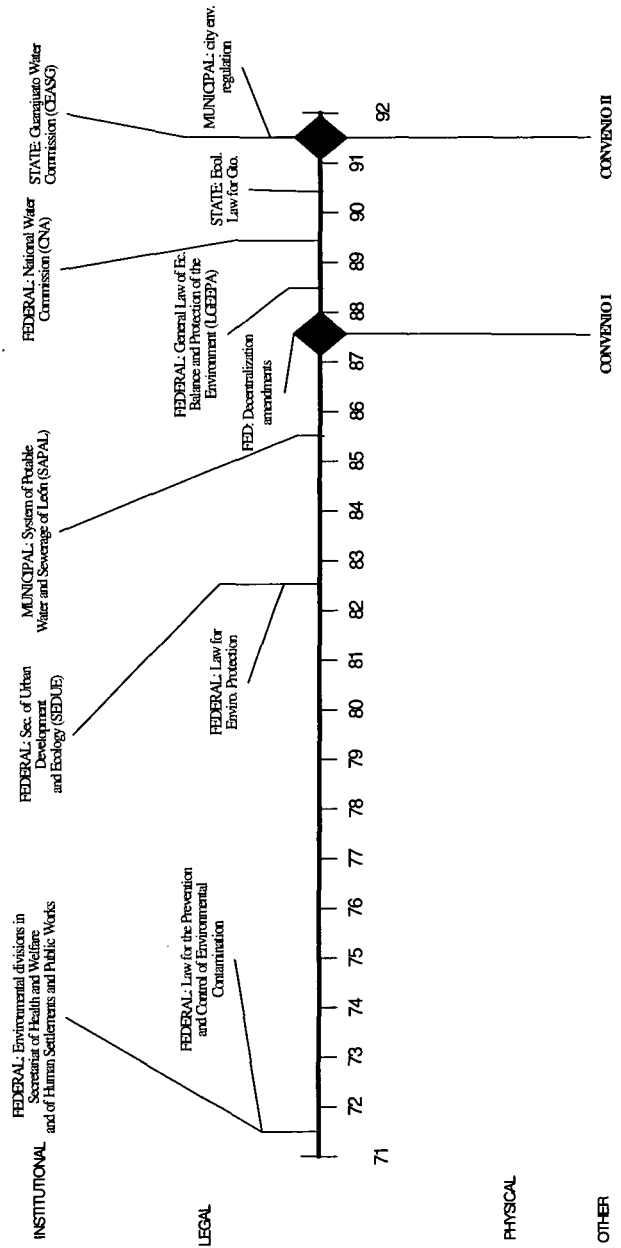 INSTITUTIONAL
FEDERAL: Environmental divisions in
Secretariat of Health and Welfare
and of Human Settlements and Public Works
FEDERAL: Sec. of Urban
Development
and Ecology (SEDUE)
MUNICIPAL: System of Potable
Water and Sewerage of León (SAPAL)
FEDERAL: National Water
Commission (CNA)
STATE: Guanajuato Water
Commission (CEASG)
LEGAL
FEDERAL: Law for the Prevention
and Control of Environmental
Contamination
FEDERAL: Law for
Enviro. Protection
FED: Decentralization
amendments
FEDERAL: General Law of Ec.
Balance and Protection of the
Environment (LGEEPA)
STATE: Ecol.
Law for Gto.
MUNICIPAL: city env.
regulation
71 72 73 74 75 76 77 78 79 80 81 82 83 84 85 86 87 88 89 90 91 92
PHYSICAL
OTHER
CONVENIO I
CONVENIO II